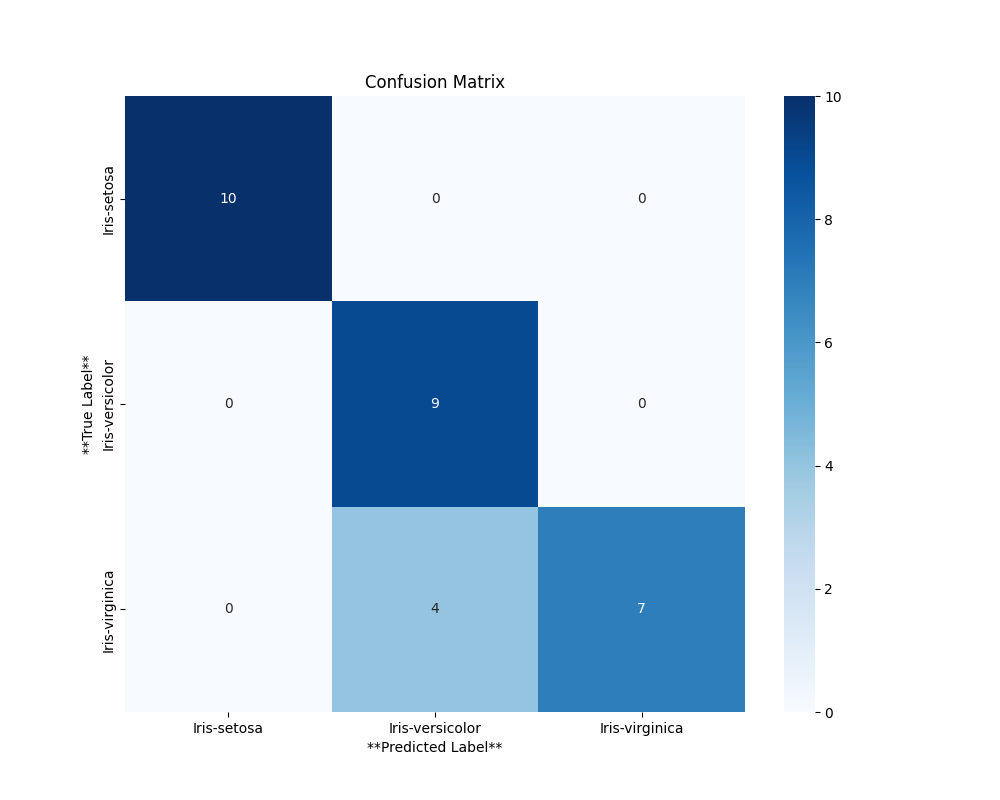 Confusion Matrix
**True Label**
Iris-setosa
10
0
0
Iris-versicolor
0
9
0
Iris-virginica
0
4
7
Iris-setosa
Iris-versicolor
Iris-virginica
**Predicted Label**
10
8
6
4
2
0